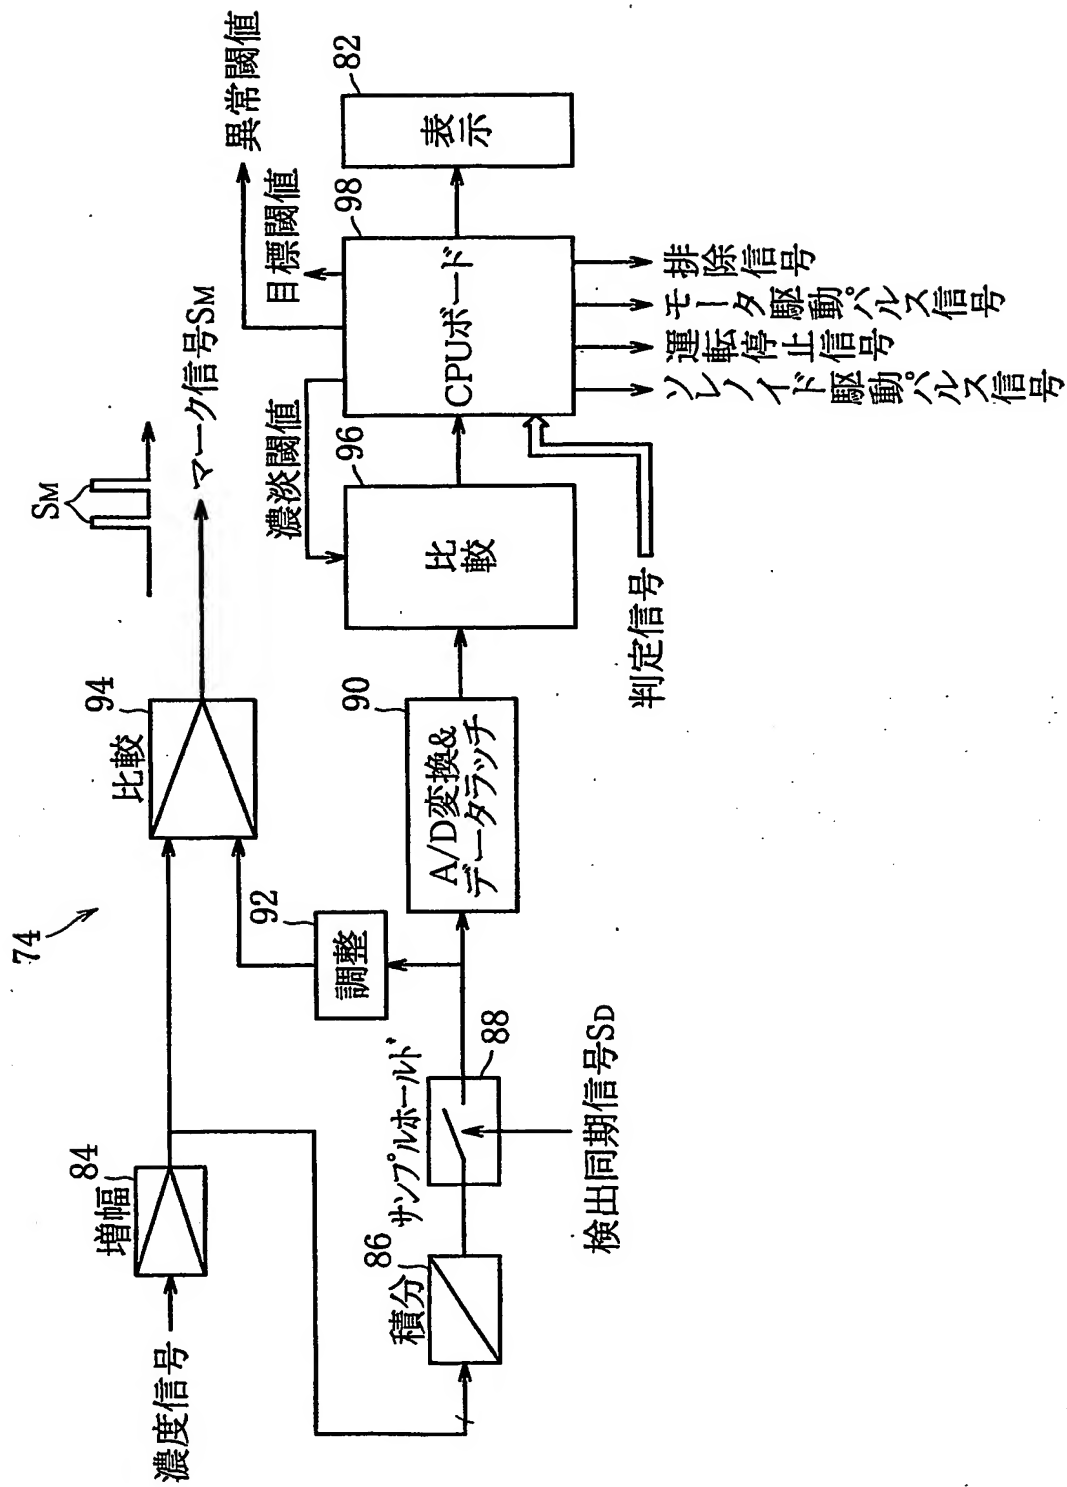 74
濃度信号
増幅
84
比較
94
SM
マーク信号SM
調整
92
積分
86
サンプルホールド
88
検出同期信号SD
A/D変換&
データラッチ
90
比較
96
濃淡閾値
目標閾値
異常閾値
CPUボード
98
表示
82
判定信号
排除信号
モータ駆動パルス信号
運転停止信号
ソレノイド駆動パルス信号